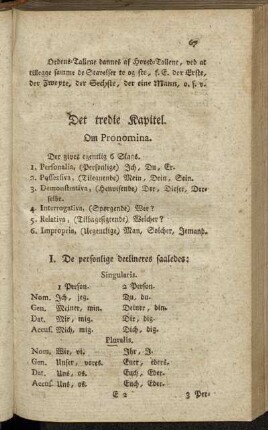 67
Ordens-Tallene dannes af Hoved-Tallene, ved at
tillegge samme de Stavelser te og ste, f. E. der Erste,
der Zweyte, der Sechste, der eine Mann, o. s. v.
Det tredie Kapitel.
Om Pronomina.
Der gives egentlig 6 Slags.
1. Personalia, (Personlige) Ich, Du, Er.
2. Possessiva, (Tilegnende) Mein, Dein, Sein.
3. Demonstrativa, (Henvisende) Der, Dieser, Der-
selbe.
4. Interrogativa, (Spørgende) Wer?
5. Relativa, (Tilbagesigtende) Welcher?
6. Impropria, (Uegentlige) Man, Solcher, Jemand.
I. De personlige declineres saaledes:
Singularis.
1 Person. 2 Person.
Nom. Ich, jeg. Du, du.
Gen. Meiner, min. Deiner, din.
Dat. Mir, mig. Dir, dig.
Accus. Mich, mig. Dich, dig.
Pluralis.
Nom. Wir, vi. Ihr, I.
Gen. Unser, vores. Euer, eders.
Dat. Uns, os. Euch, Eder.
Accus. Uns, os. Euch, Eder.
E 2 3 Per-